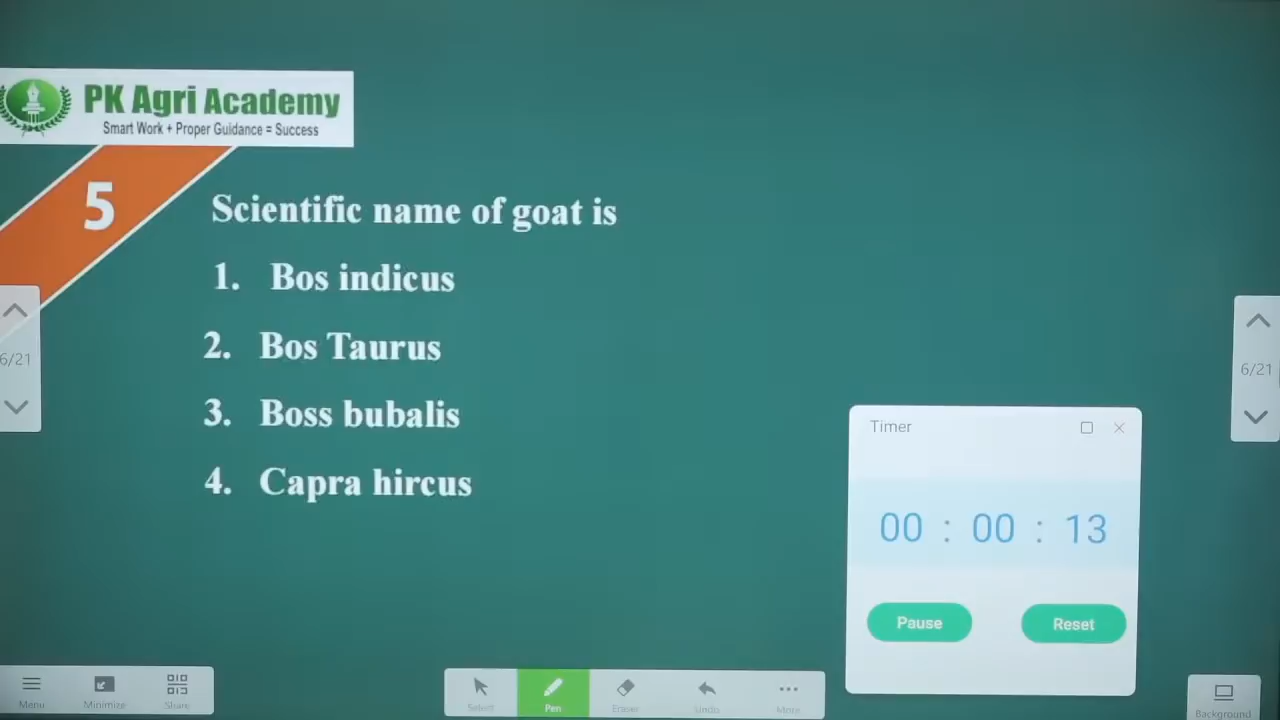 PK Agri Academy
Smart Work + Proper Guidance = Success
5
Scientific name of goat is
1. Bos indicus
2. Bos Taurus
3. Boss bubalis
4. Capra hircus
6/21
6/21
Timer
00 : 00 : 13
Pause
Reset
Menu
Minimize
Share
Select
Pen
Eraser
Undo
More
Background